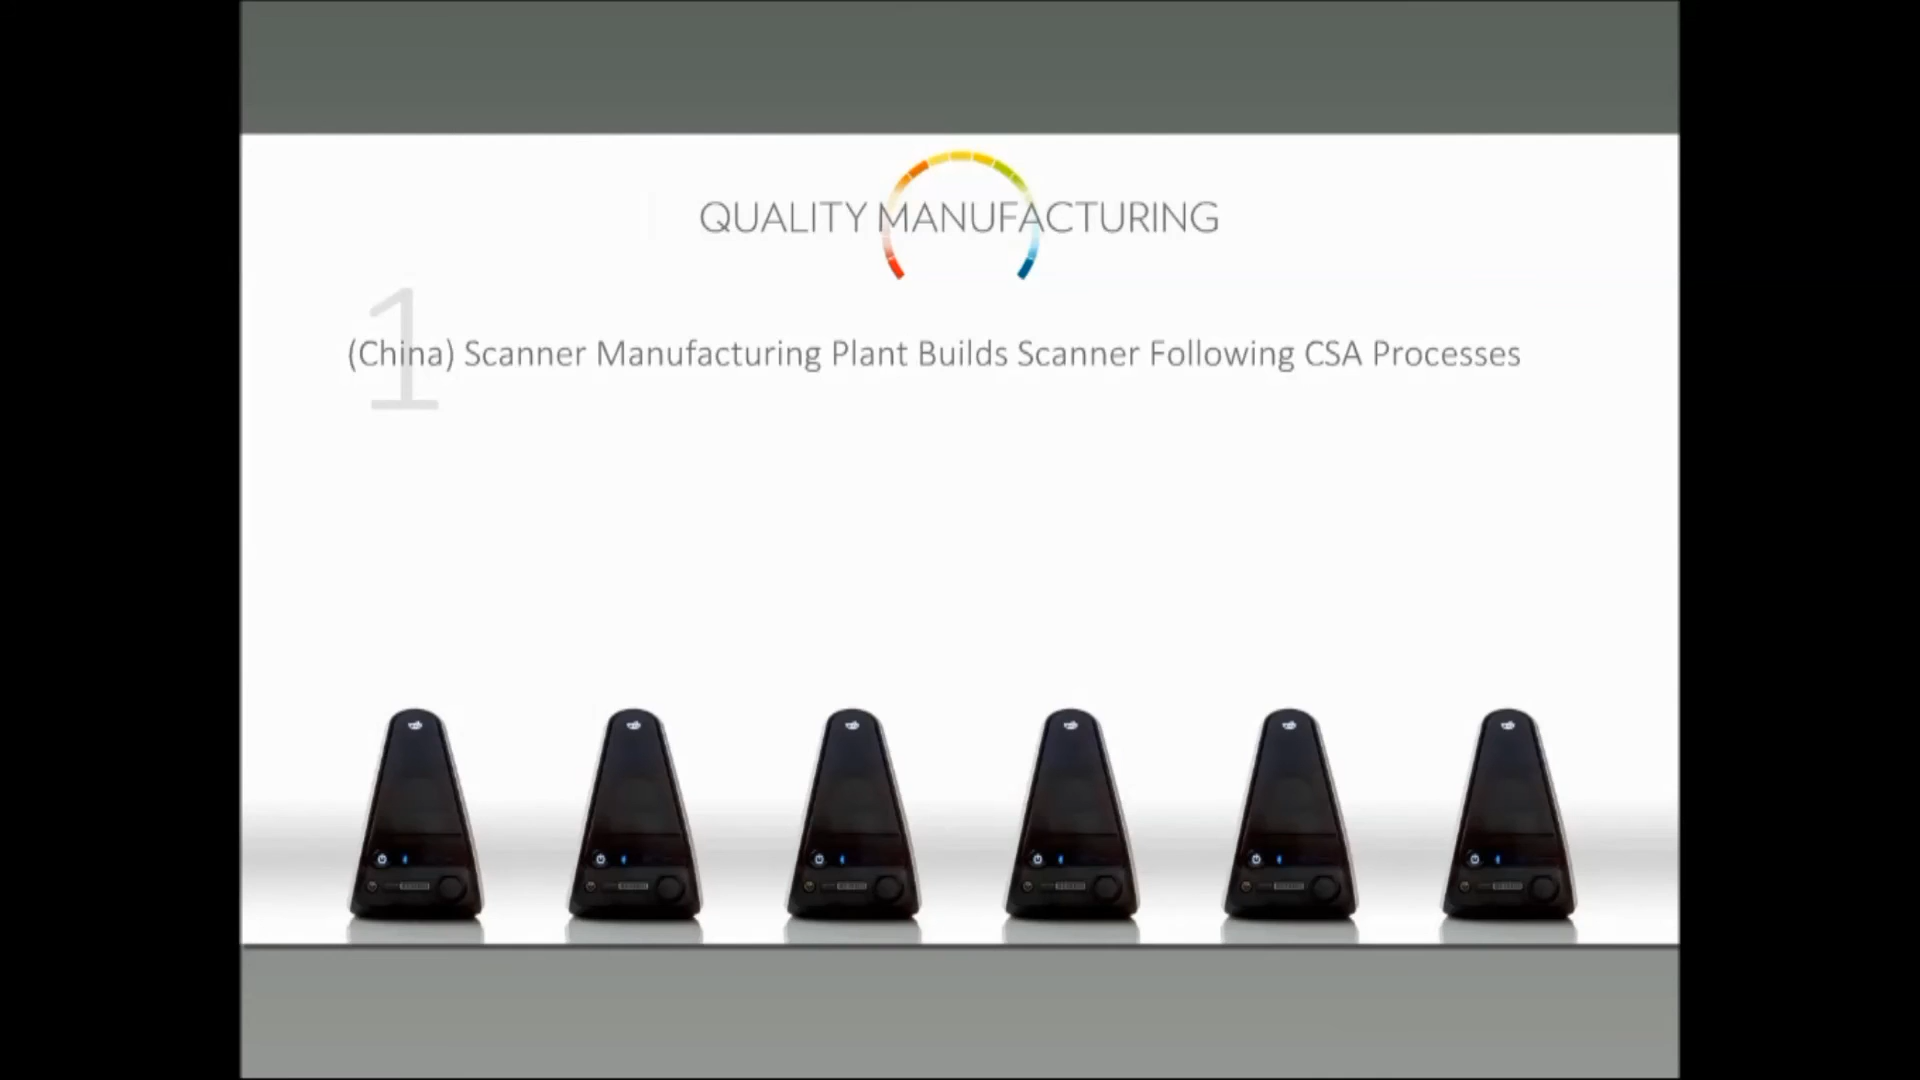 QUALITY MANUFACTURING
1
(China) Scanner Manufacturing Plant Builds Scanner Following CSA Processes